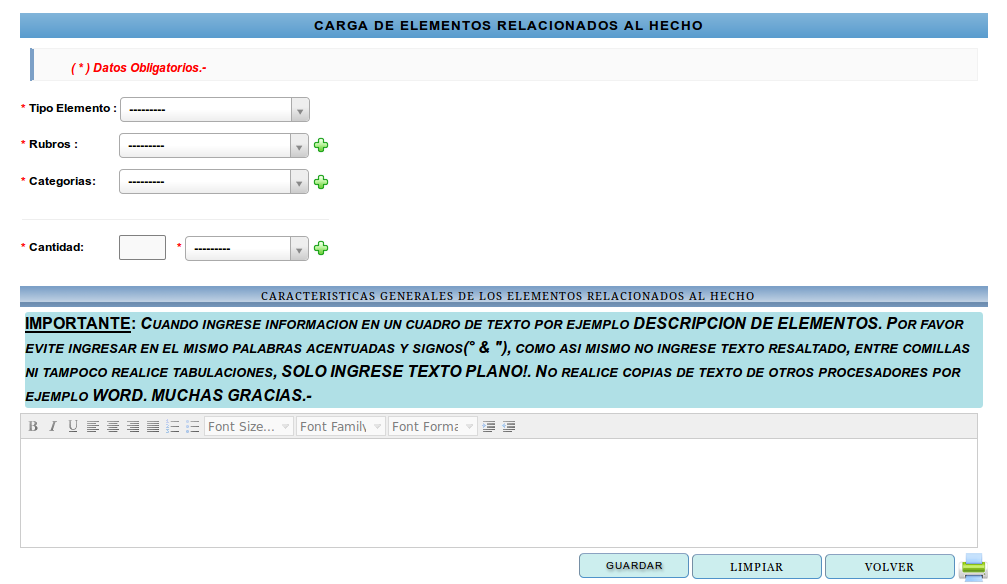 CARGA DE ELEMENTOS RELACIONADOS AL HECHO
( * ) Datos Obligatorios.-
* Tipo Elemento : ---------
* Rubros : ---------
* Categorias: ---------
* Cantidad: * ---------
CARACTERISTICAS GENERALES DE LOS ELEMENTOS RELACIONADOS AL HECHO
IMPORTANTE: CUANDO INGRESE INFORMACION EN UN CUADRO DE TEXTO POR EJEMPLO DESCRIPCION DE ELEMENTOS. POR FAVOR
EVITE INGRESAR EN EL MISMO PALABRAS ACENTUADAS Y SIGNOS(° & "), COMO ASI MISMO NO INGRESE TEXTO RESALTADO, ENTRE COMILLAS
NI TAMPOCO REALICE TABULACIONES, SOLO INGRESE TEXTO PLANO!. NO REALICE COPIAS DE TEXTO DE OTROS PROCESADORES POR
EJEMPLO WORD. MUCHAS GRACIAS.-
B I U Font Size... Font Family Font Forma
GUARDAR LIMPIAR VOLVER